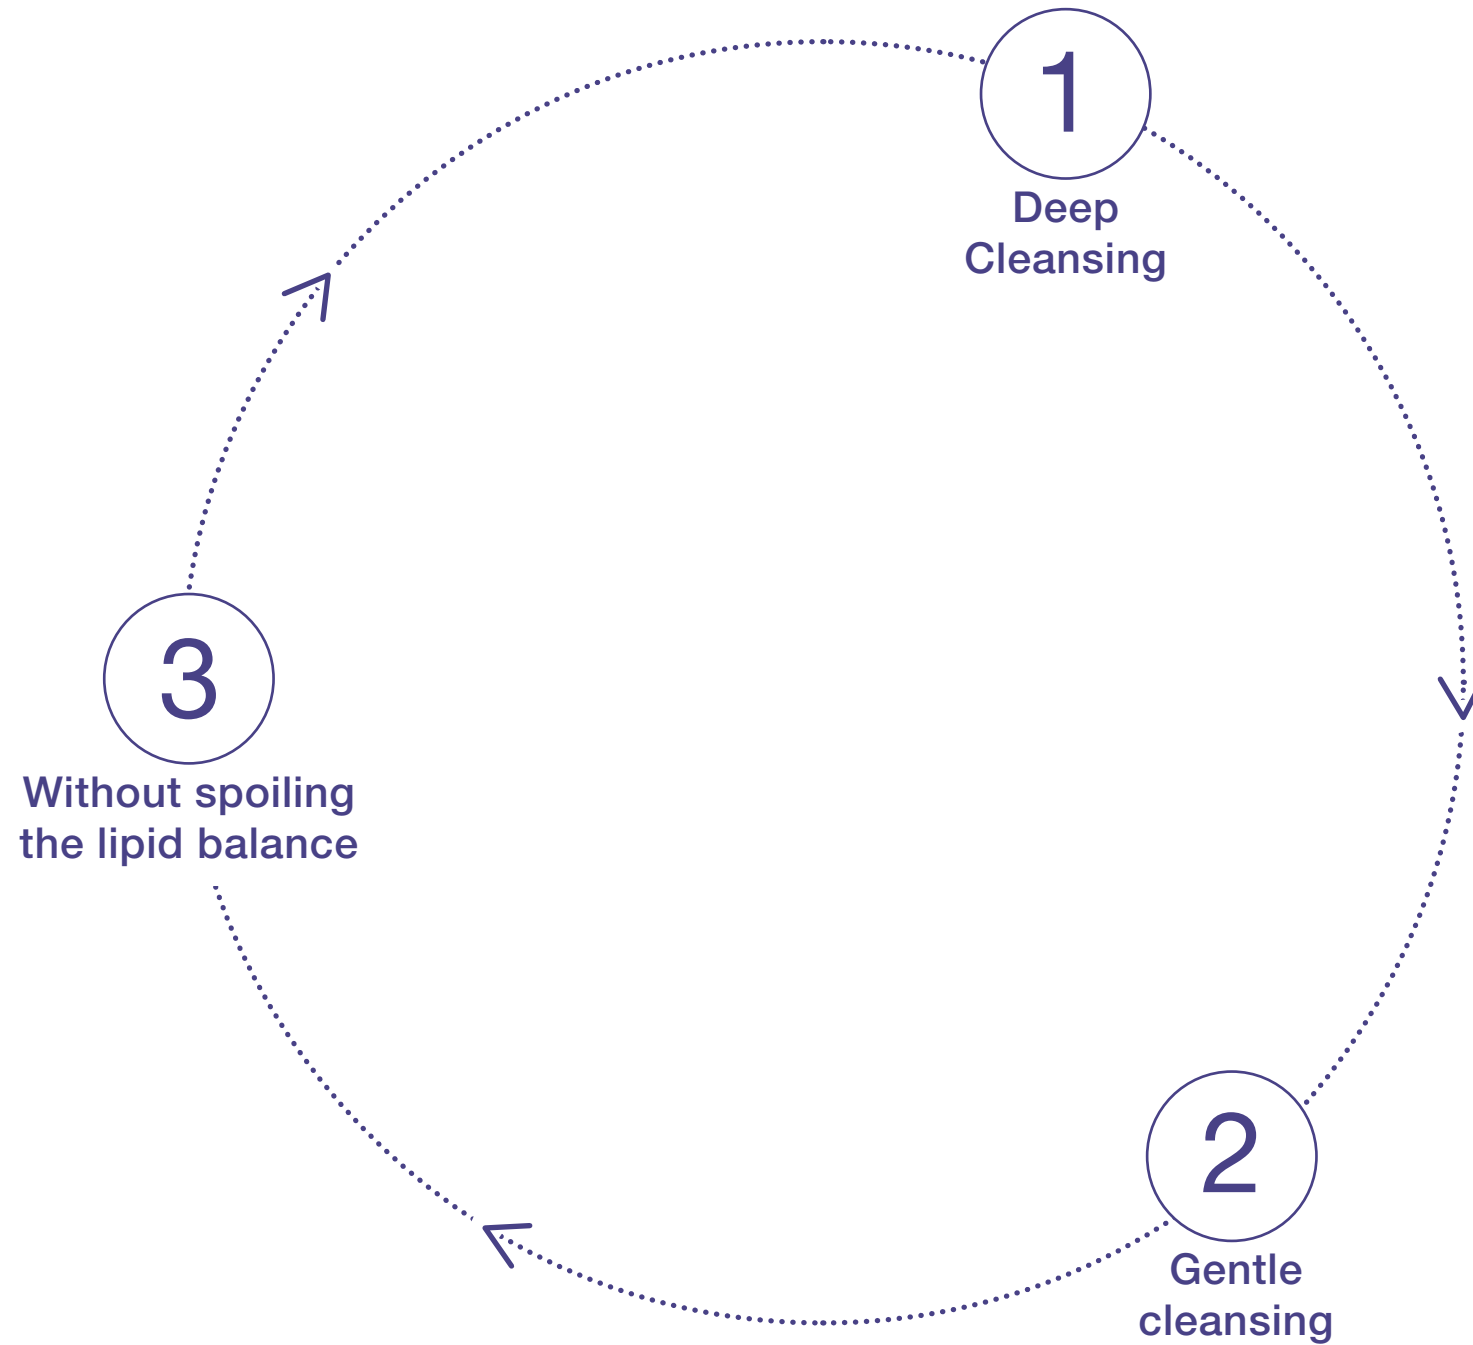 1
Deep
Cleansing
2
Gentle
cleansing
3
Without spoiling
the lipid balance